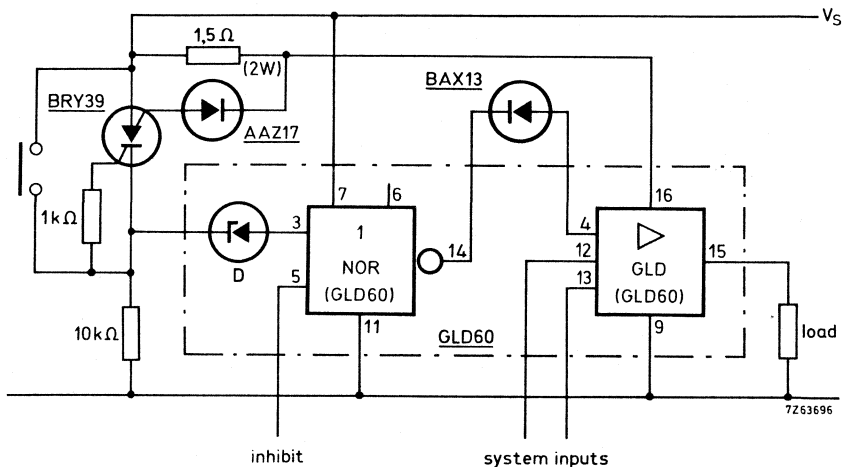 VS
1,5 Ω
(2W)
BRY39
AAZ17
BAX13
1kΩ
7
6
16
3
1
NOR
(GLD60)
14
4
12
13
GLD
(GLD60)
15
D
5
11
9
10kΩ
GLD60
load
7Z63696
inhibit
system inputs